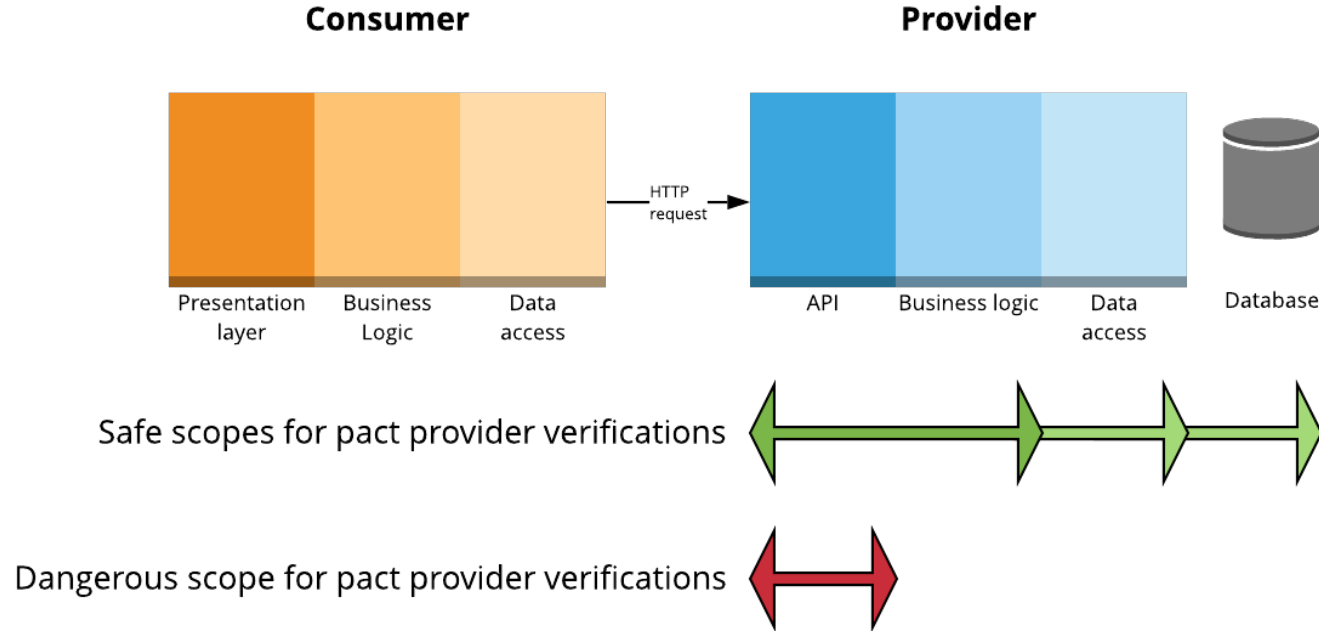 Consumer
Provider
HTTP
request
Presentation
layer
Business
Logic
Data
access
API
Business logic
Data
access
Database
Safe scopes for pact provider verifications
Dangerous scope for pact provider verifications